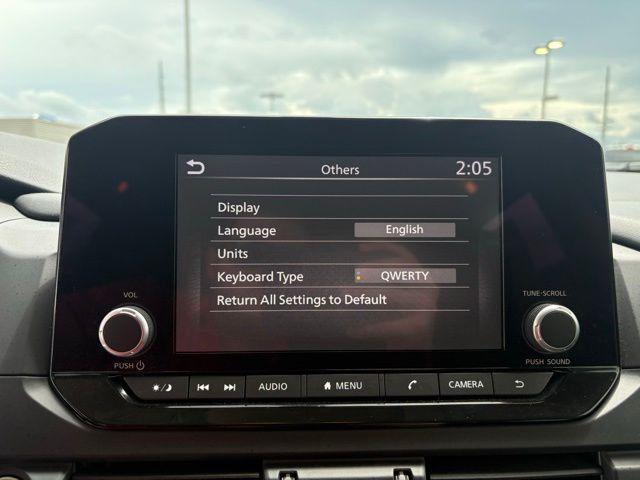 Others 2:05
Display
Language English
Units
Keyboard Type QWERTY
Return All Settings to Default
VOL
TUNE·SCROLL
PUSH
PUSH SOUND
AUDIO
MENU
CAMERA